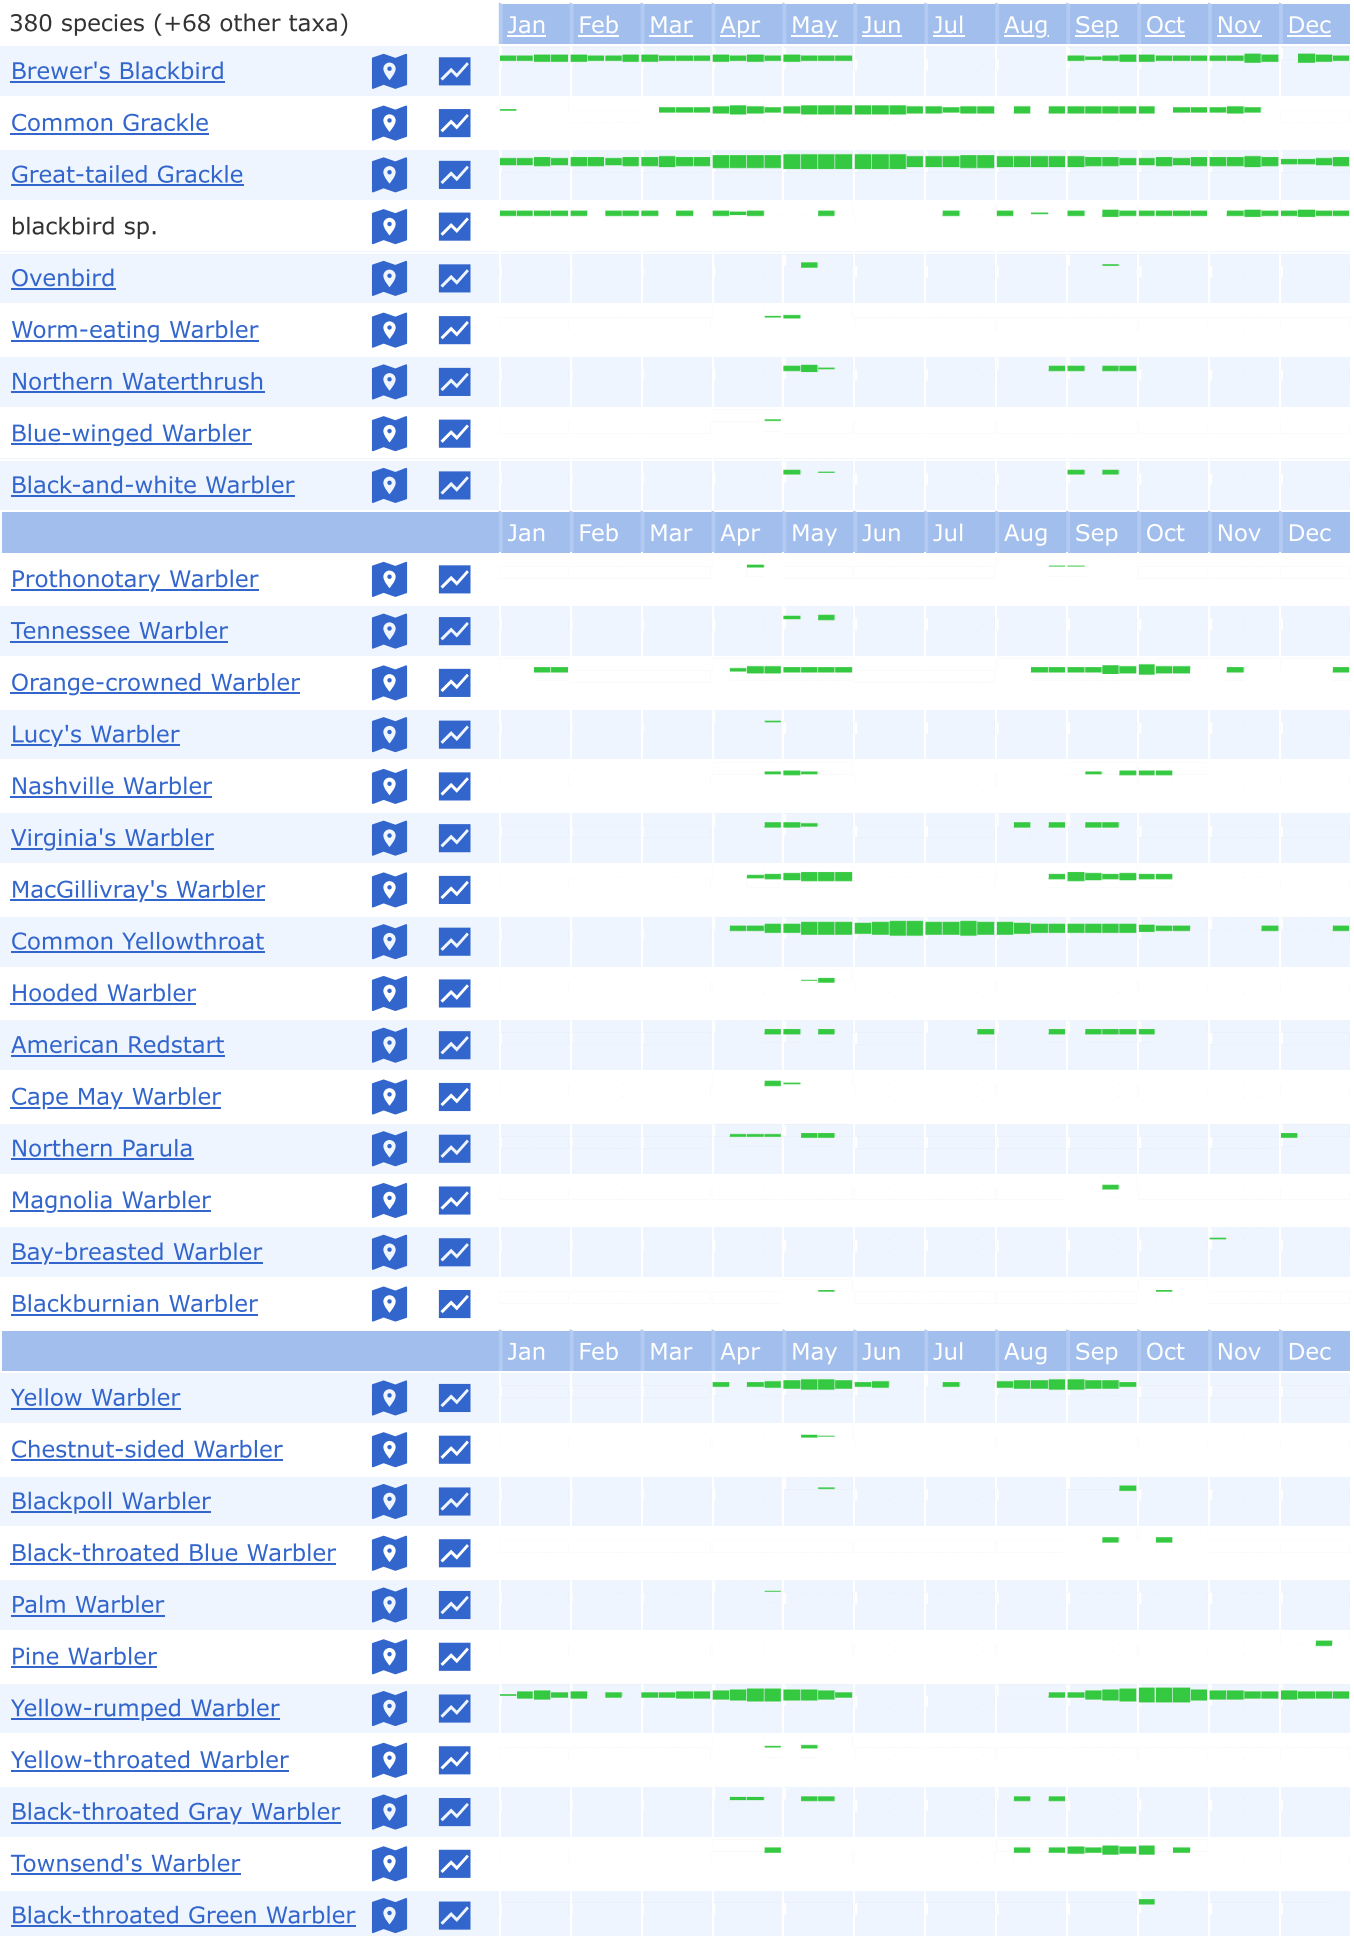 380 species (+68 other taxa) Jan Feb Mar Apr May Jun Jul Aug Sep Oct Nov Dec
Brewer's Blackbird
Common Grackle
Great-tailed Grackle
blackbird sp.
Ovenbird
Worm-eating Warbler
Northern Waterthrush
Blue-winged Warbler
Black-and-white Warbler
Jan Feb Mar Apr May Jun Jul Aug Sep Oct Nov Dec
Prothonotary Warbler
Tennessee Warbler
Orange-crowned Warbler
Lucy's Warbler
Nashville Warbler
Virginia's Warbler
MacGillivray's Warbler
Common Yellowthroat
Hooded Warbler
American Redstart
Cape May Warbler
Northern Parula
Magnolia Warbler
Bay-breasted Warbler
Blackburnian Warbler
Jan Feb Mar Apr May Jun Jul Aug Sep Oct Nov Dec
Yellow Warbler
Chestnut-sided Warbler
Blackpoll Warbler
Black-throated Blue Warbler
Palm Warbler
Pine Warbler
Yellow-rumped Warbler
Yellow-throated Warbler
Black-throated Gray Warbler
Townsend's Warbler
Black-throated Green Warbler